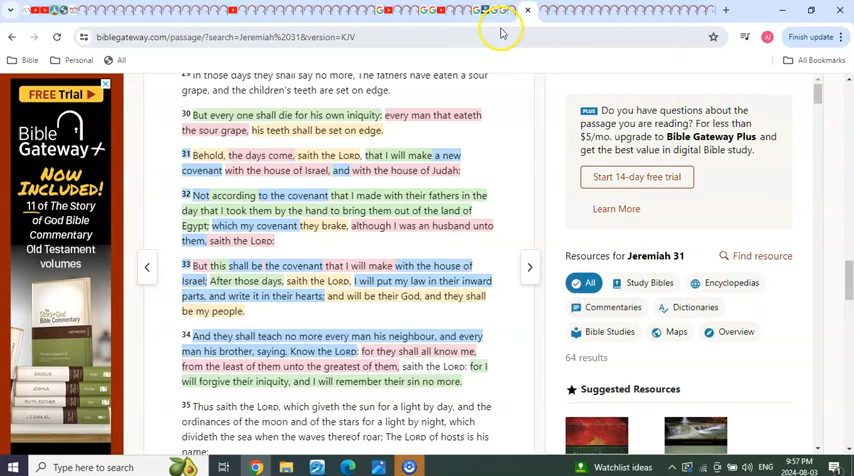 Finish update
biblegateway.com/passage/?search=Jeremiah%2031&version=KJV
AI
Bible
Personal
All
All Bookmarks
FREE Trial
Bible
Gateway+
Now
Included!
11 of The Story
of God Bible
Commentary
Old Testament
volumes
EXODUS
JOSHUA
RUTH, ESTHER
29 In those days they shall say no more, The fathers have eaten a sour
grape, and the children's teeth are set on edge.
30 But every one shall die for his own iniquity: every man that eateth
the sour grape, his teeth shall be set on edge.
31 Behold, the days come, saith the LORD, that I will make a new
covenant with the house of Israel, and with the house of Judah:
32 Not according to the covenant that I made with their fathers in the
day that I took them by the hand to bring them out of the land of
Egypt; which my covenant they brake, although I was an husband unto
them, saith the LORD:
33 But this shall be the covenant that I will make with the house of
Israel; After those days, saith the LORD, I will put my law in their inward
parts, and write it in their hearts; and will be their God, and they shall
be my people.
34 And they shall teach no more every man his neighbour, and every
man his brother, saying, Know the LORD: for they shall all know me,
from the least of them unto the greatest of them, saith the LORD: for I
will forgive their iniquity, and I will remember their sin no more.
35 Thus saith the LORD, which giveth the sun for a light by day, and the
ordinances of the moon and of the stars for a light by night, which
divideth the sea when the waves thereof roar; The LORD of hosts is his
name:
PLUS Do you have questions about the
passage you're reading? For less than
$5/mo. upgrade to Bible Gateway Plus and
get the best value in digital Bible study.
Start 14-day free trial
Learn More
Resources for Jeremiah 31
Find resource
All
Study Bibles
Encyclopedias
Commentaries
Dictionaries
Bible Studies
Maps
Overview
64 results
Suggested Resources
Type here to search
Watchlist ideas
9:57 PM
2024-08-03